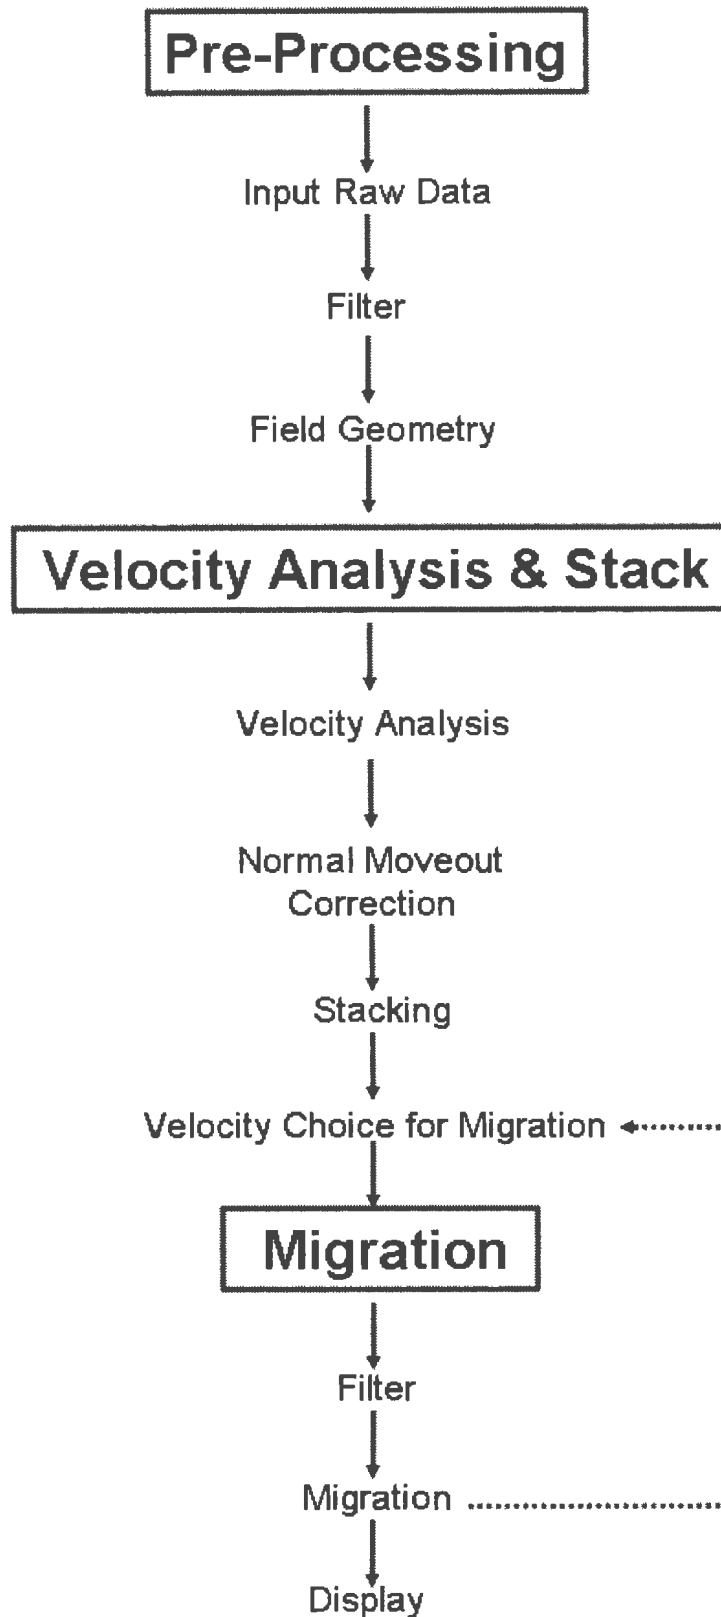 Pre-Processing
Input Raw Data
Filter
Field Geometry
Velocity Analysis & Stack
Velocity Analysis
Normal Moveout
Correction
Stacking
Velocity Choice for Migration
Migration
Filter
Migration
Display